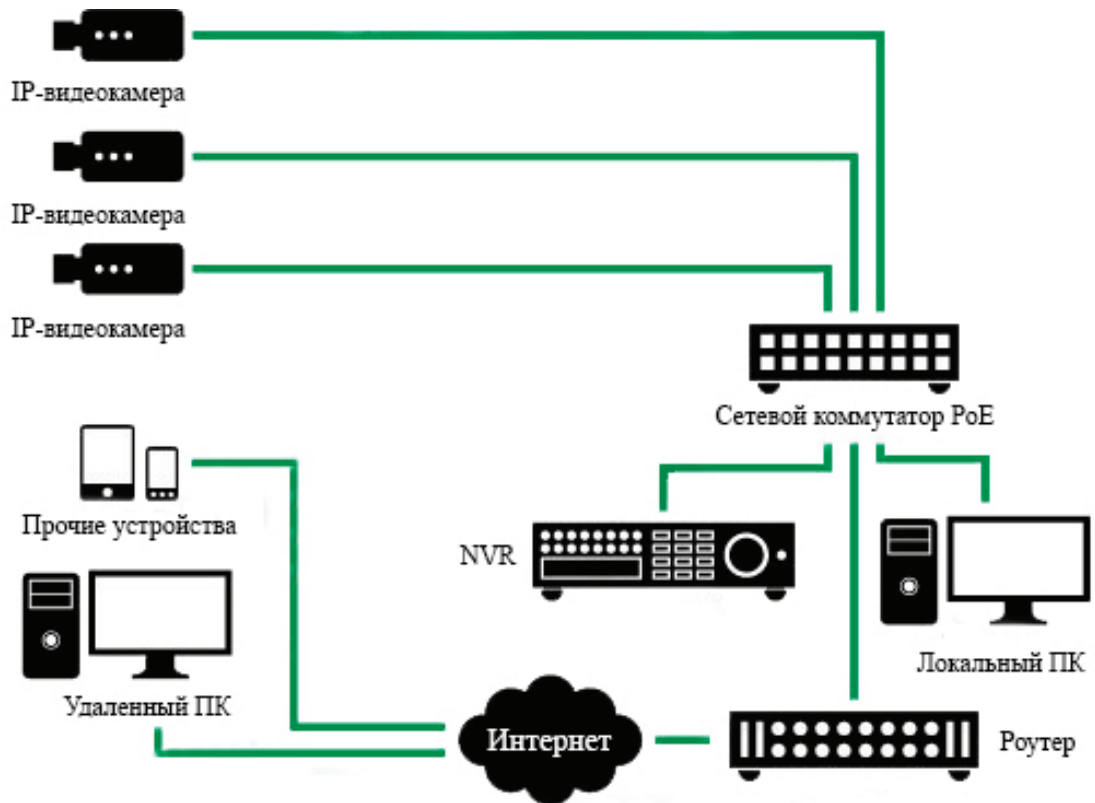 IP-видеокамера
IP-видеокамера
IP-видеокамера
Сетевой коммутатор PoE
Прочие устройства
NVR
Локальный ПК
Удаленный ПК
Интернет
Роутер